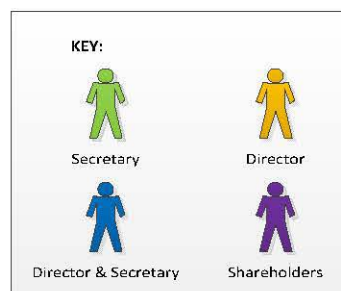 KEY:
Secretary
Director
Director & Secretary
Shareholders